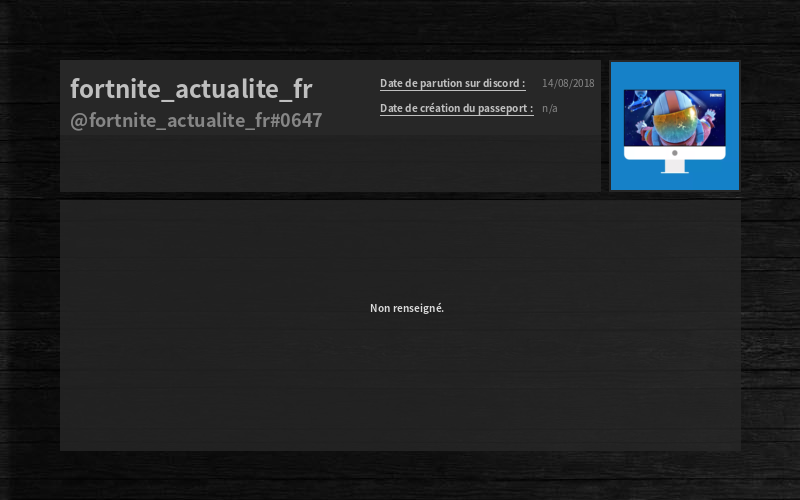 fortnite_actualite_fr
@fortnite_actualite_fr#0647
Date de parution sur discord : 14/08/2018
Date de création du passeport : n/a
Non renseigné.